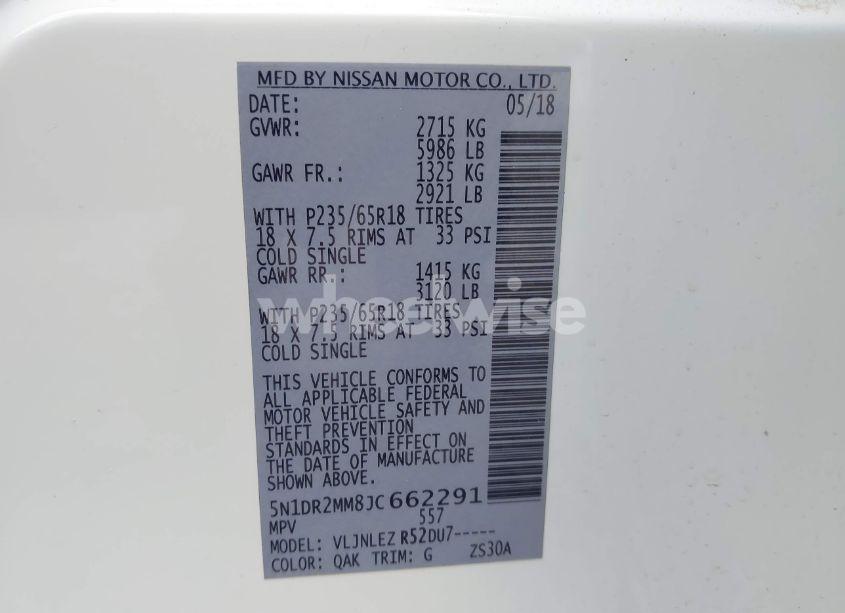 MFD BY NISSAN MOTOR CO., LTD.
DATE: 05/18
GVWR: 2715 KG
5986 LB
GAWR FR.: 1325 KG
2921 LB
WITH P235/65R18 TIRES
18 X 7.5 RIMS AT 33 PSI
COLD SINGLE
GAWR RR.: 1415 KG
3120 LB
WITH P235/65R18 TIRES
18 X 7.5 RIMS AT 33 PSI
COLD SINGLE
wheelwise
THIS VEHICLE CONFORMS TO
ALL APPLICABLE FEDERAL
MOTOR VEHICLE SAFETY AND
THEFT PREVENTION
STANDARDS IN EFFECT ON
THE DATE OF MANUFACTURE
SHOWN ABOVE.
5N1DR2MM8JC662291
MPV 557
MODEL: VLJNLEZ R52DU7-----
COLOR: QAK TRIM: G ZS30A